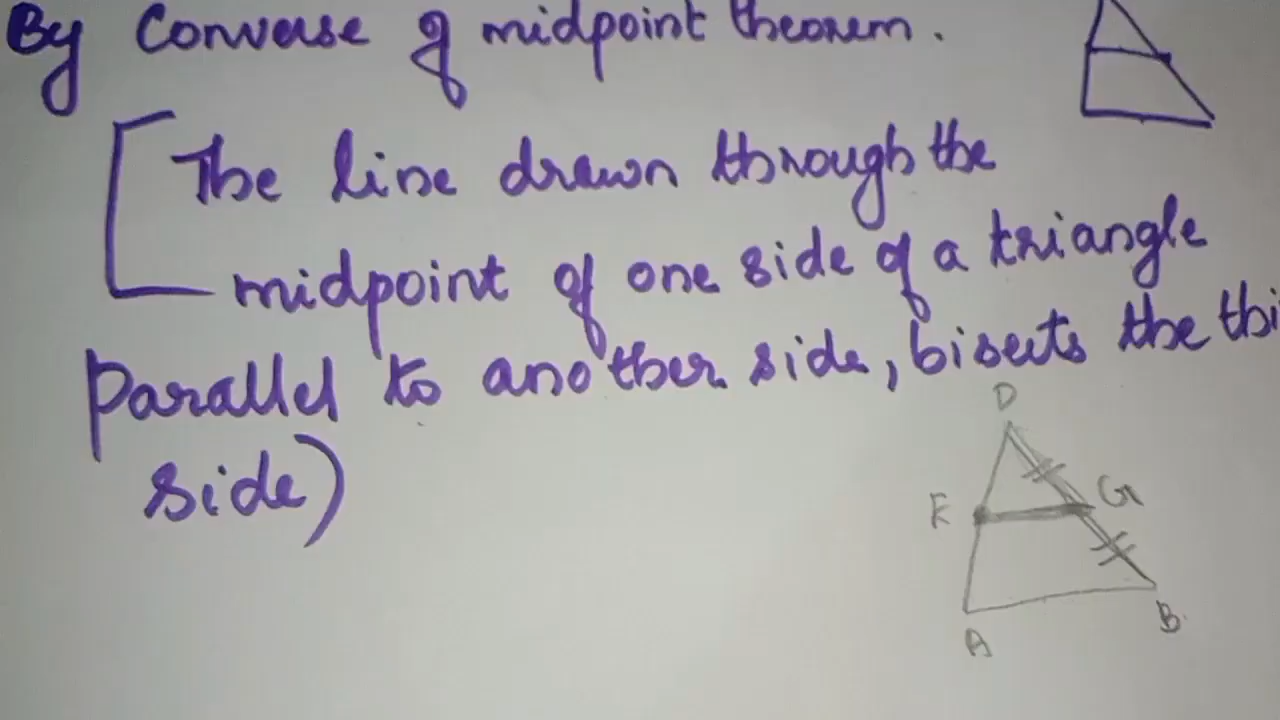 By Converse of midpoint theorem.
[The line drawn through the
midpoint of one side of a triangle
parallel to another side, bisects the
side)
D
E G
A B